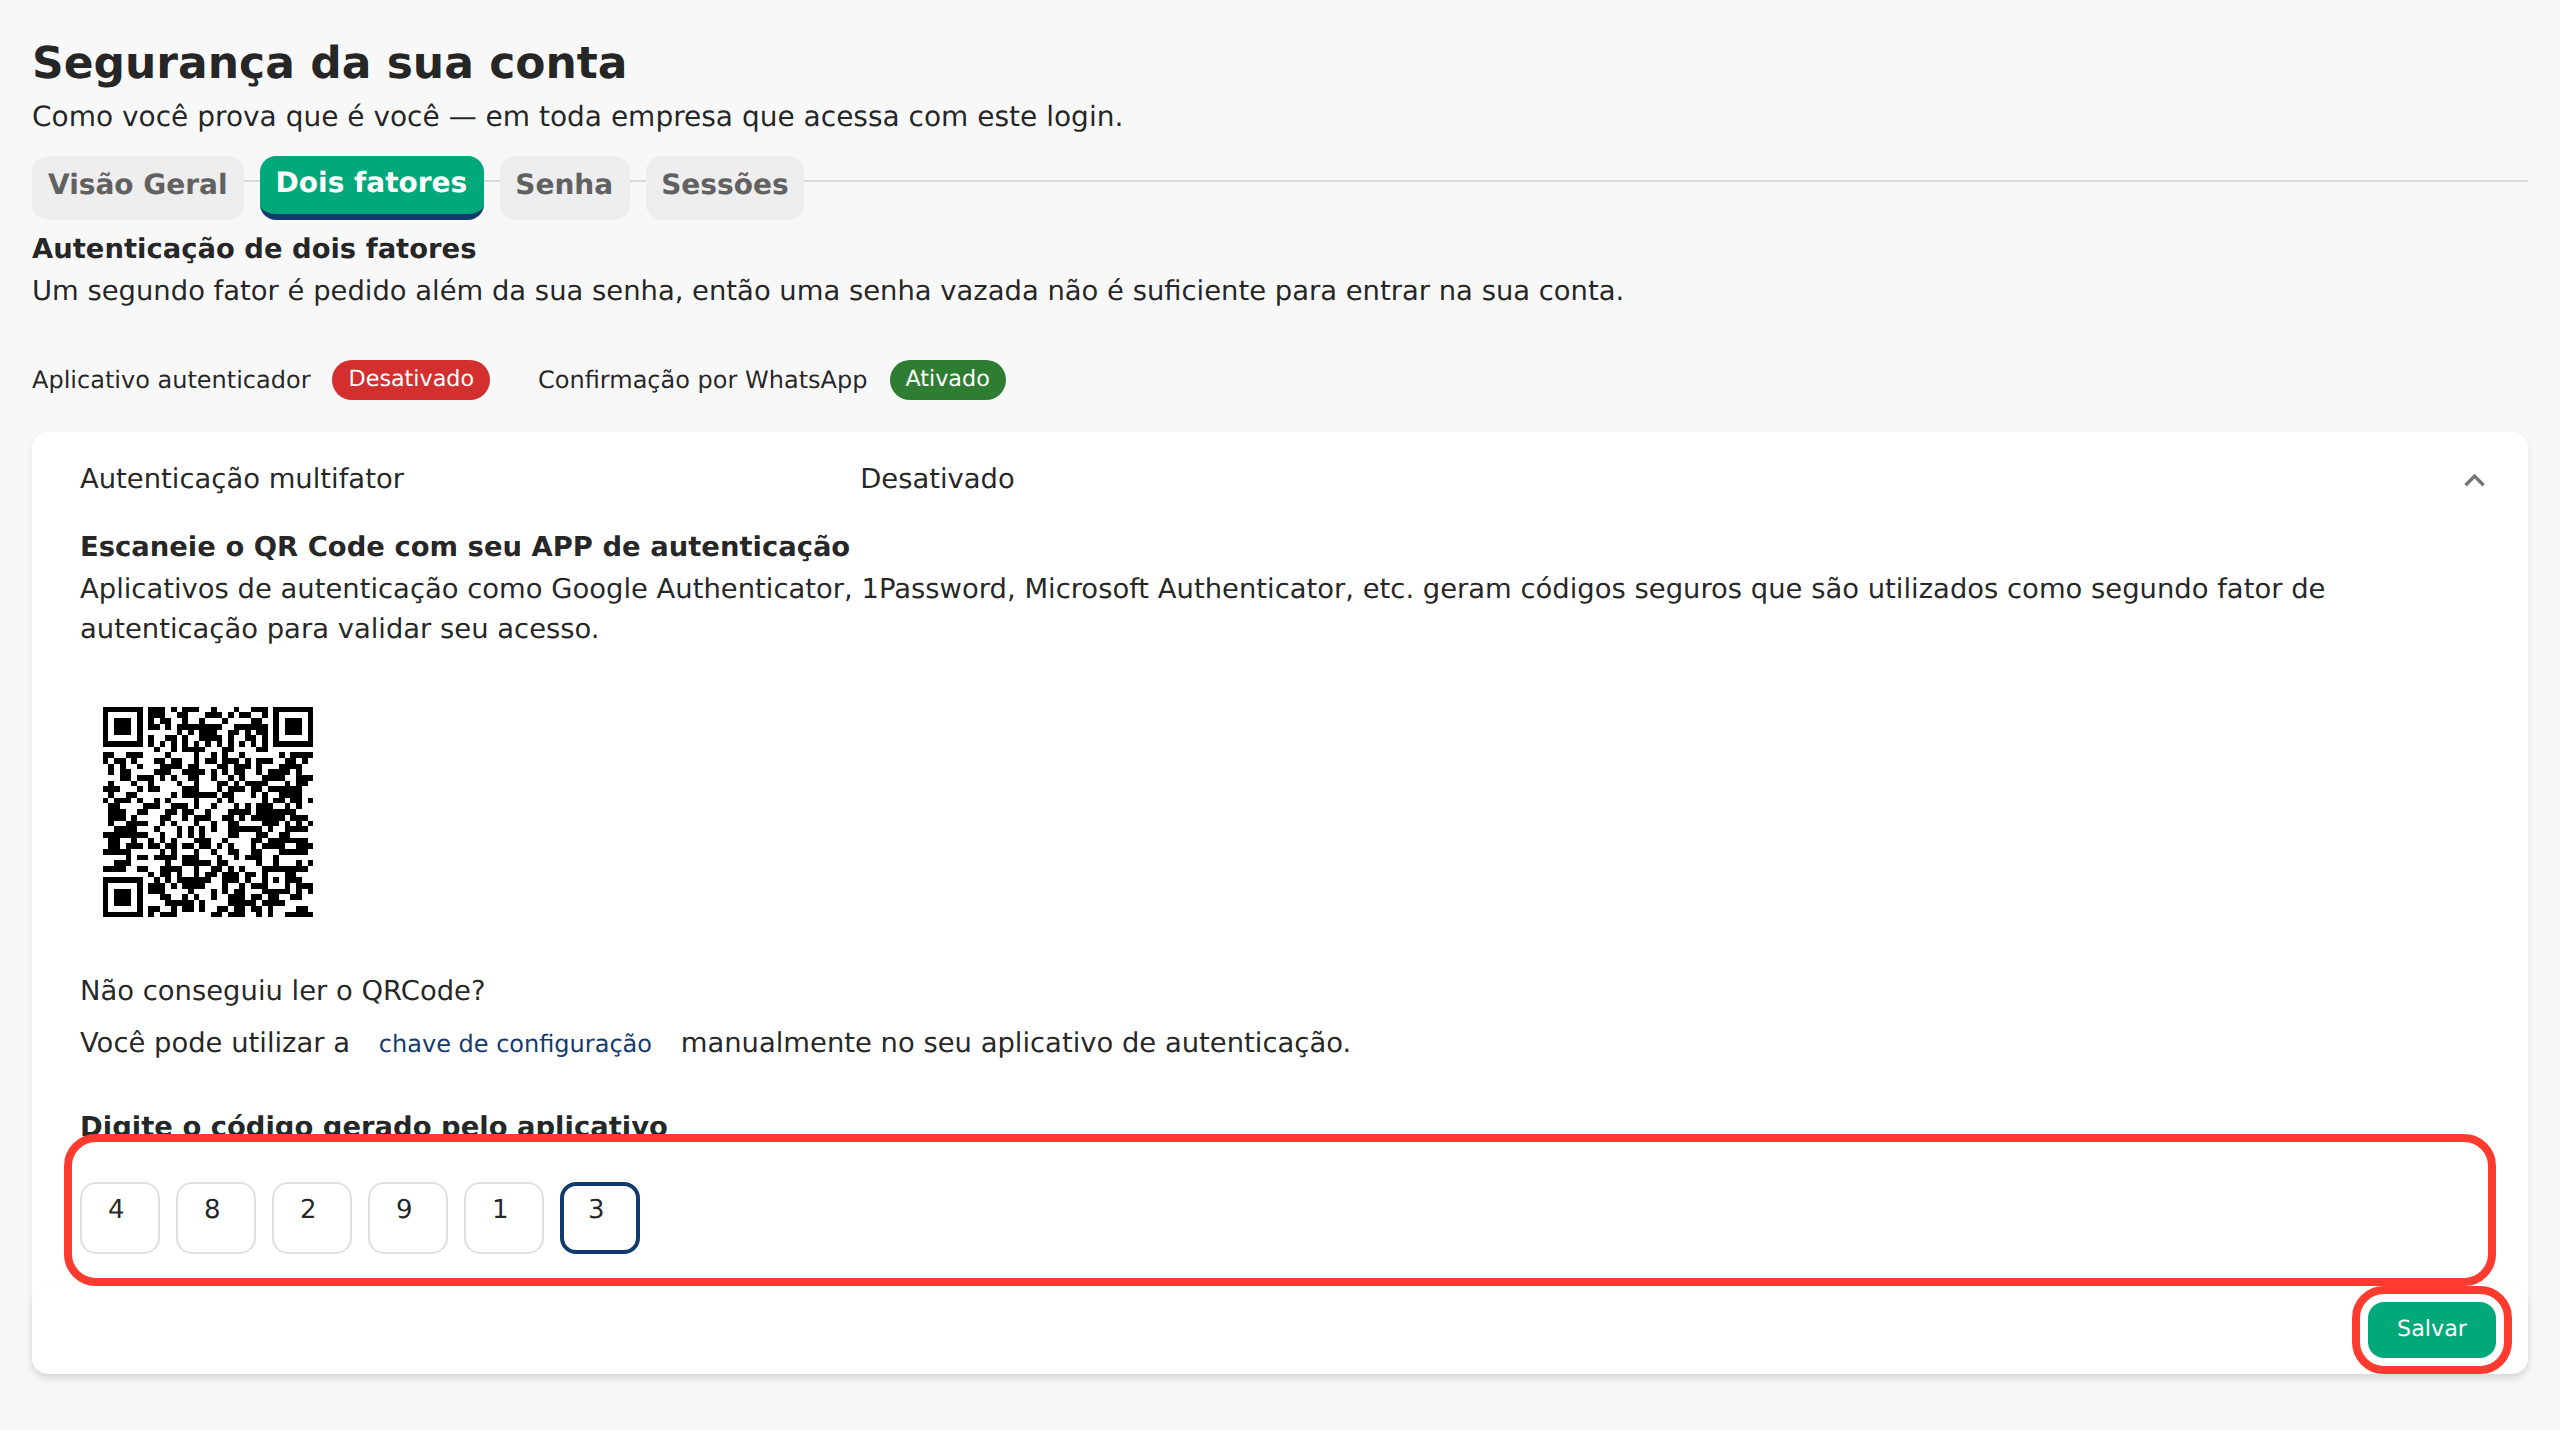 Segurança da sua conta
Como você prova que é você — em toda empresa que acessa com este login.
Visão Geral Dois fatores Senha Sessões
Autenticação de dois fatores
Um segundo fator é pedido além da sua senha, então uma senha vazada não é suficiente para entrar na sua conta.
Aplicativo autenticador Desativado Confirmação por WhatsApp Ativado
Autenticação multifator Desativado
Escaneie o QR Code com seu APP de autenticação
Aplicativos de autenticação como Google Authenticator, 1Password, Microsoft Authenticator, etc. geram códigos seguros que são utilizados como segundo fator de
autenticação para validar seu acesso.
Não conseguiu ler o QRCode?
Você pode utilizar a chave de configuração manualmente no seu aplicativo de autenticação.
Digite o código gerado pelo aplicativo
4 8 2 9 1 3
Salvar